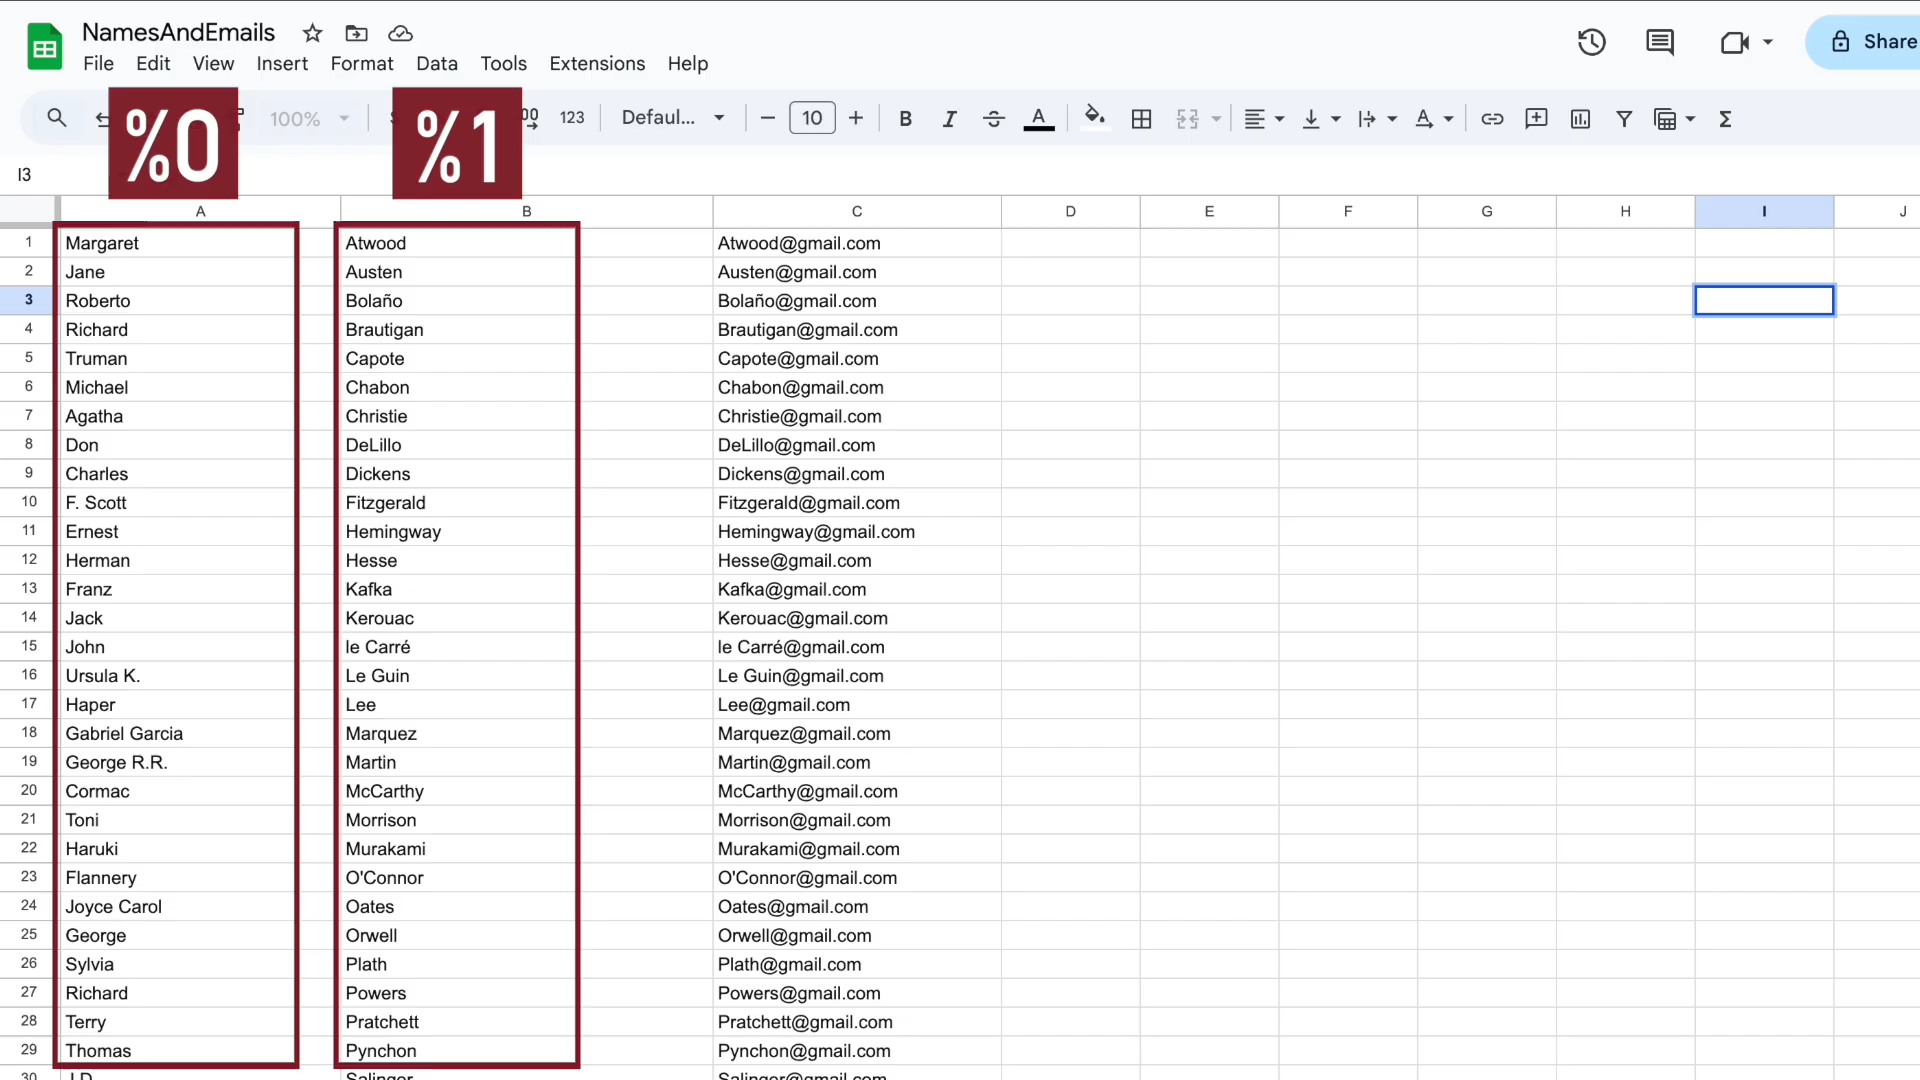 NamesAndEmails
File Edit View Insert Format Data Tools Extensions Help
Share
%0 %1
100% 123 Defaul... 10
I3
A B C D E F G H I J
1 Margaret Atwood Atwood@gmail.com
2 Jane Austen Austen@gmail.com
3 Roberto Bolaño Bolaño@gmail.com
4 Richard Brautigan Brautigan@gmail.com
5 Truman Capote Capote@gmail.com
6 Michael Chabon Chabon@gmail.com
7 Agatha Christie Christie@gmail.com
8 Don DeLillo DeLillo@gmail.com
9 Charles Dickens Dickens@gmail.com
10 F. Scott Fitzgerald Fitzgerald@gmail.com
11 Ernest Hemingway Hemingway@gmail.com
12 Herman Hesse Hesse@gmail.com
13 Franz Kafka Kafka@gmail.com
14 Jack Kerouac Kerouac@gmail.com
15 John le Carré le Carré@gmail.com
16 Ursula K. Le Guin Le Guin@gmail.com
17 Haper Lee Lee@gmail.com
18 Gabriel Garcia Marquez Marquez@gmail.com
19 George R.R. Martin Martin@gmail.com
20 Cormac McCarthy McCarthy@gmail.com
21 Toni Morrison Morrison@gmail.com
22 Haruki Murakami Murakami@gmail.com
23 Flannery O'Connor O'Connor@gmail.com
24 Joyce Carol Oates Oates@gmail.com
25 George Orwell Orwell@gmail.com
26 Sylvia Plath Plath@gmail.com
27 Richard Powers Powers@gmail.com
28 Terry Pratchett Pratchett@gmail.com
29 Thomas Pynchon Pynchon@gmail.com
30 J.D. Salinger Salinger@gmail.com